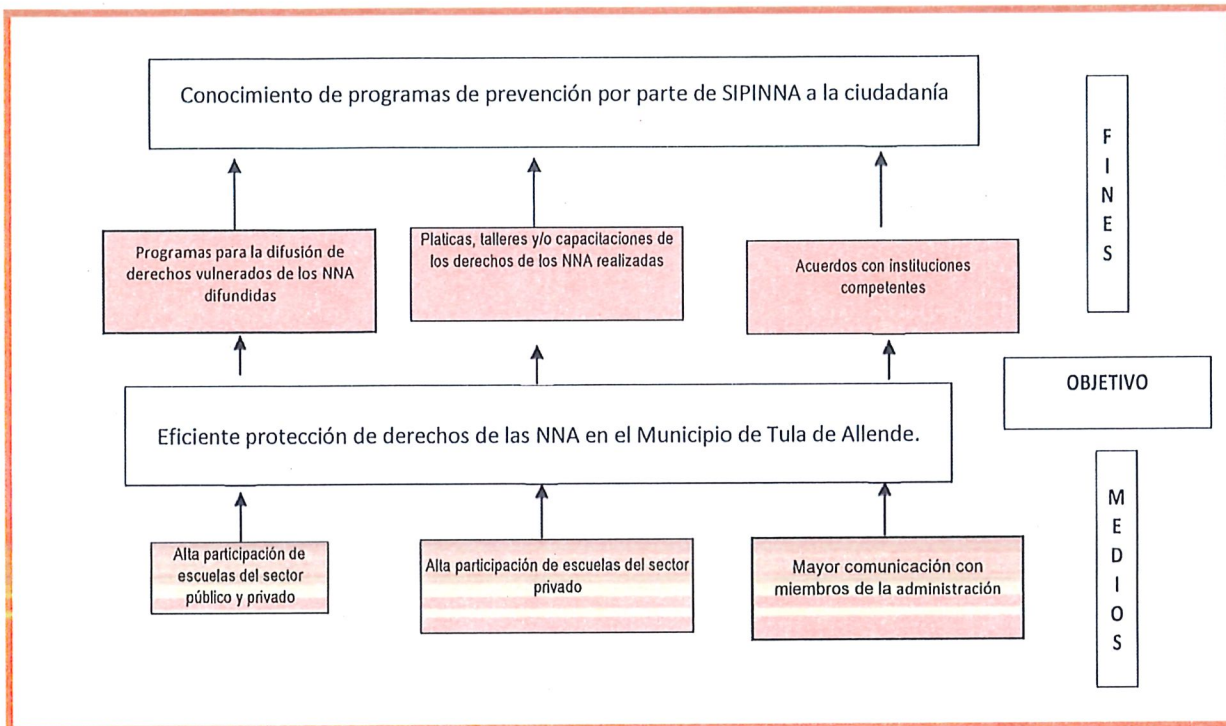 Conocimiento de programas de prevención por parte de SIPINNA a la ciudadanía
F
I
N
E
S
Programas para la difusión de
derechos vulnerados de los NNA
difundidas
Platicas, talleres y/o capacitaciones de
los derechos de los NNA realizadas
Acuerdos con instituciones
competentes
OBJETIVO
Eficiente protección de derechos de las NNA en el Municipio de Tula de Allende.
M
E
D
I
O
S
Alta participación de
escuelas del sector
público y privado
Alta participación de escuelas del sector
privado
Mayor comunicación con
miembros de la administración